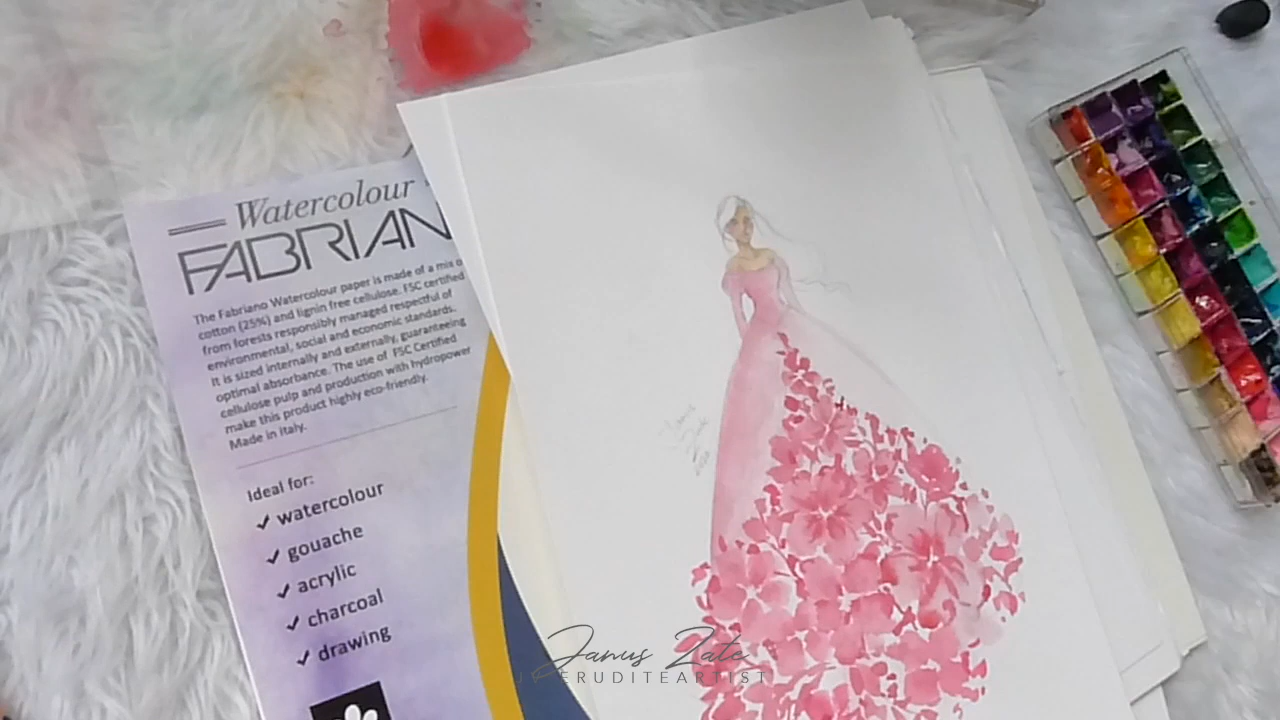 Watercolour
FABRIAN
The Fabriano Watercolour paper is made of a mix o
cotton (25%) and lignin free cellulose. FSC certified
from forests responsibly managed respectful of
environmental, social and economic standards.
It is sized internally and externally, guaranteeing
optimal absorbance. The use of FSC Certified
cellulose pulp and production with hydropower
make this product highly eco-friendly.
Made in Italy.
Ideal for:
✓ watercolour
✓ gouache
✓ acrylic
✓ charcoal
✓ drawing
Janus Zate
ERUDITEARTIST